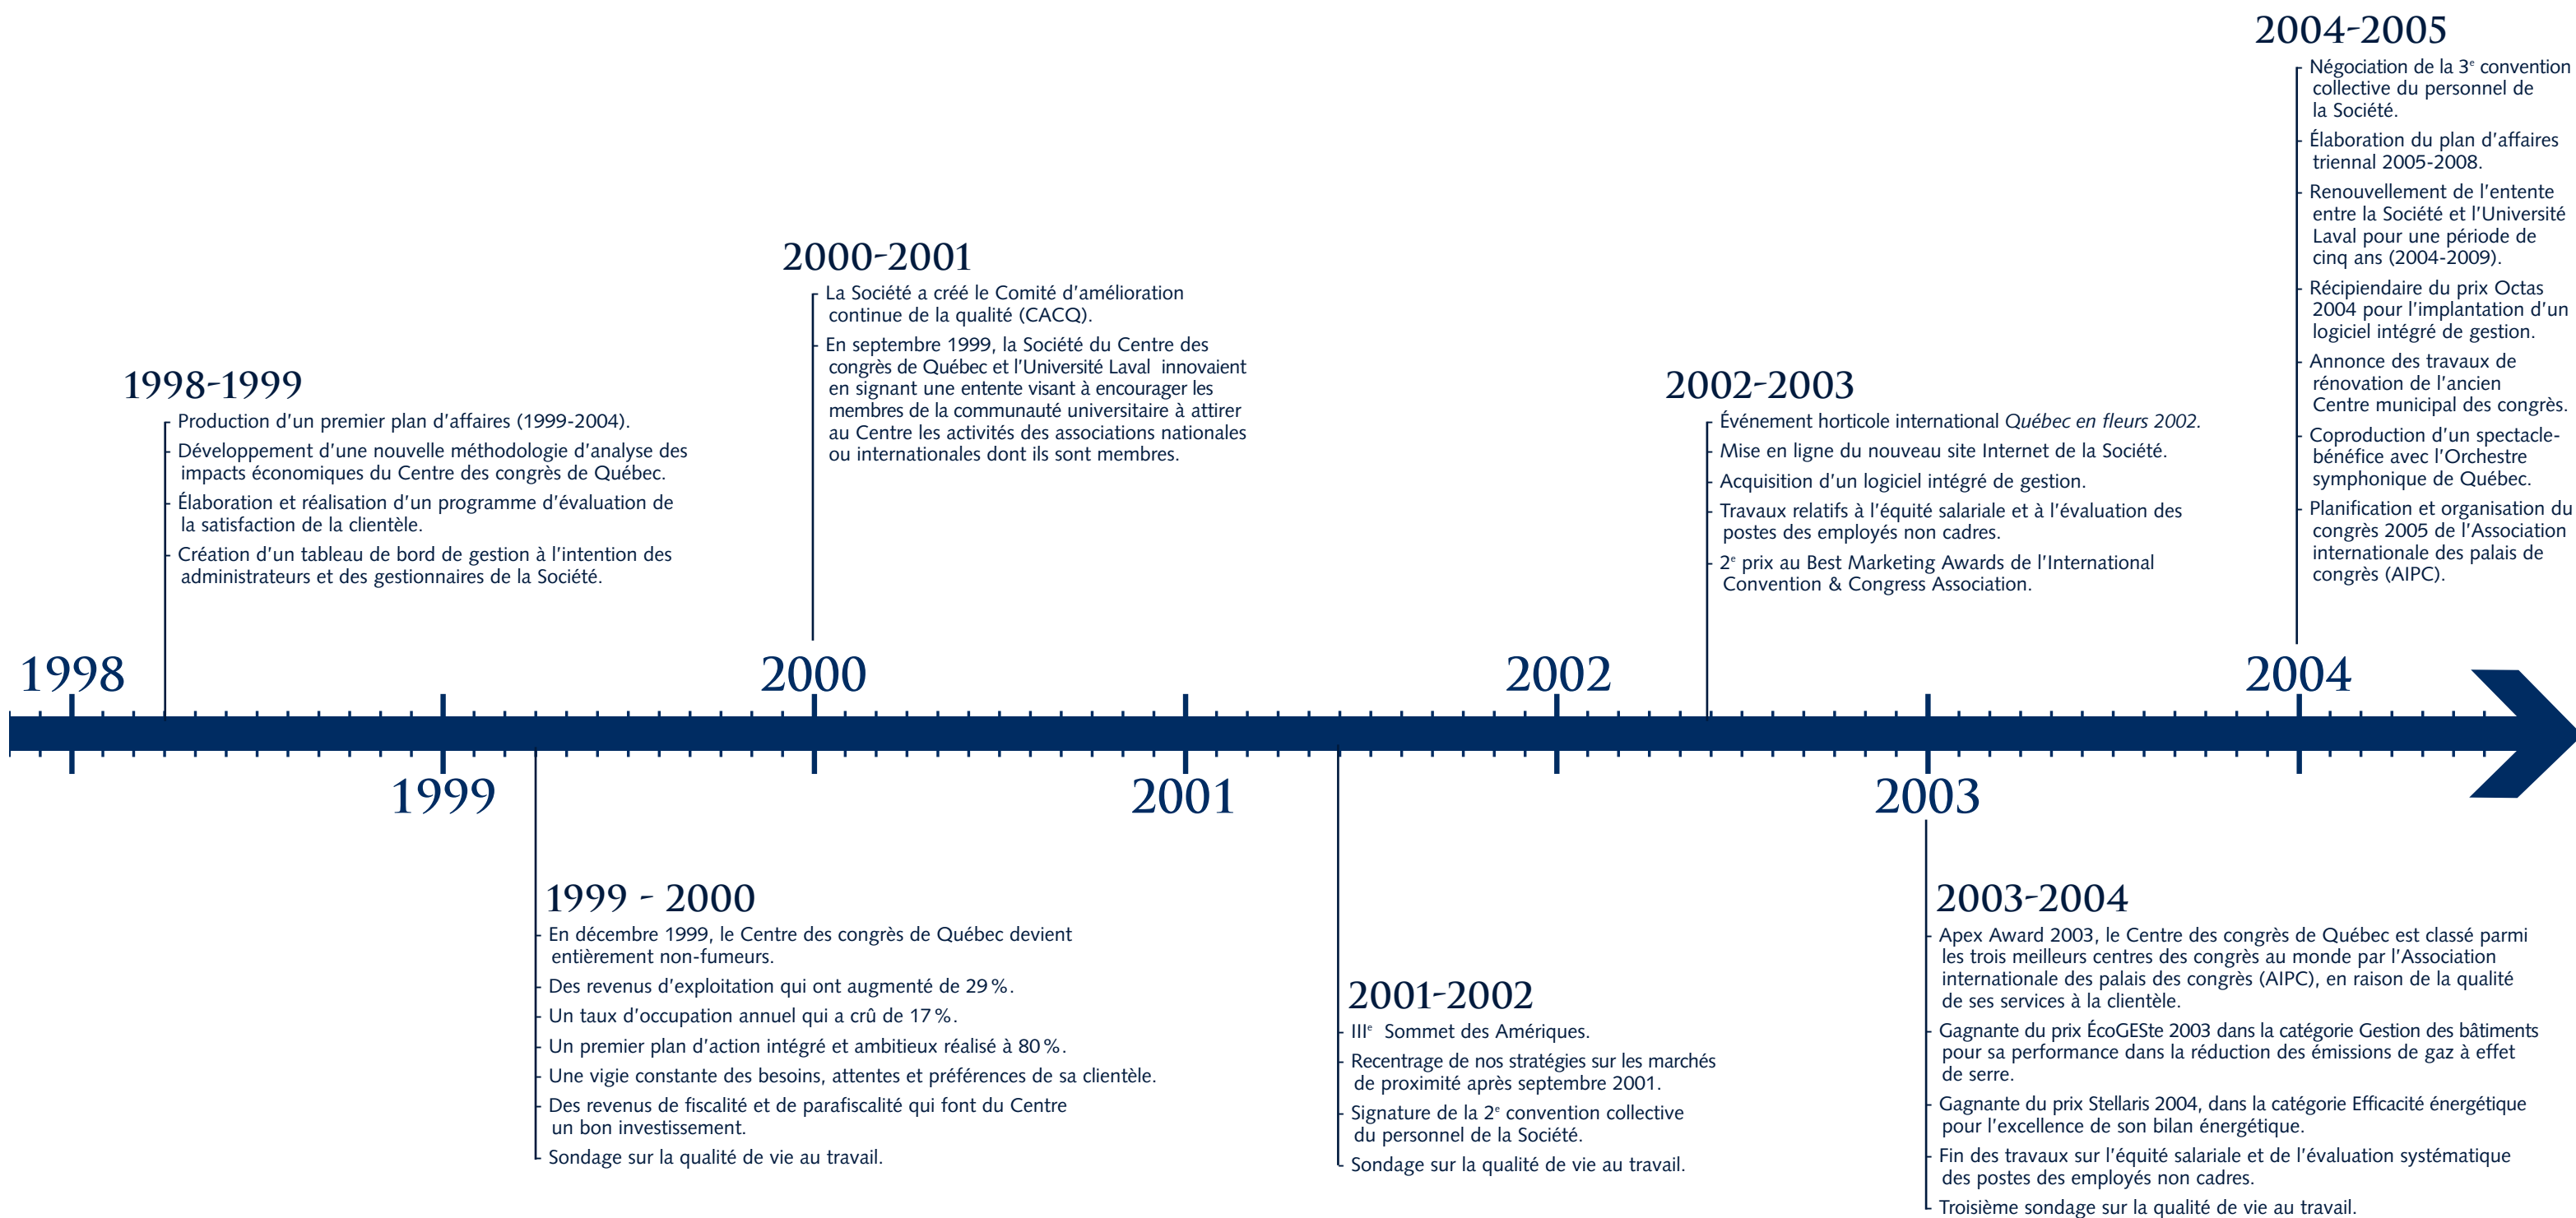 2004-2005
Négociation de la 3e convention
collective du personnel de
la Société.
Élaboration du plan d'affaires
triennal 2005-2008.
Renouvellement de l'entente
entre la Société et l'Université
Laval pour une période de
cinq ans (2004-2009).
Récipiendaire du prix Octas
2004 pour l'implantation d'un
logiciel intégré de gestion.
Annonce des travaux de
rénovation de l'ancien
Centre municipal des congrès.
Coproduction d'un spectacle-
bénéfice avec l'Orchestre
symphonique de Québec.
Planification et organisation du
congrès 2005 de l'Association
internationale des palais de
congrès (AIPC).
2000-2001
La Société a créé le Comité d'amélioration
continue de la qualité (CACQ).
En septembre 1999, la Société du Centre des
congrès de Québec et l'Université Laval innovaient
en signant une entente visant à encourager les
membres de la communauté universitaire à attirer
au Centre les activités des associations nationales
ou internationales dont ils sont membres.
1998-1999
Production d'un premier plan d'affaires (1999-2004).
Développement d'une nouvelle méthodologie d'analyse des
impacts économiques du Centre des congrès de Québec.
Élaboration et réalisation d'un programme d'évaluation de
la satisfaction de la clientèle.
Création d'un tableau de bord de gestion à l'intention des
administrateurs et des gestionnaires de la Société.
2002-2003
Événement horticole international Québec en fleurs 2002.
Mise en ligne du nouveau site Internet de la Société.
Acquisition d'un logiciel intégré de gestion.
Travaux relatifs à l'équité salariale et à l'évaluation des
postes des employés non cadres.
2e prix au Best Marketing Awards de l'International
Convention & Congress Association.
1998
2000
2002
2004
1999
2001
2003
1999 - 2000
En décembre 1999, le Centre des congrès de Québec devient
entièrement non-fumeurs.
Des revenus d'exploitation qui ont augmenté de 29 %.
Un taux d'occupation annuel qui a crû de 17 %.
Un premier plan d'action intégré et ambitieux réalisé à 80 %.
Une vigie constante des besoins, attentes et préférences de sa clientèle.
Des revenus de fiscalité et de parafiscalité qui font du Centre
un bon investissement.
Sondage sur la qualité de vie au travail.
2001-2002
IIIe Sommet des Amériques.
Recentrage de nos stratégies sur les marchés
de proximité après septembre 2001.
Signature de la 2e convention collective
du personnel de la Société.
Sondage sur la qualité de vie au travail.
2003-2004
Apex Award 2003, le Centre des congrès de Québec est classé parmi
les trois meilleurs centres des congrès au monde par l'Association
internationale des palais des congrès (AIPC), en raison de la qualité
de ses services à la clientèle.
Gagnante du prix ÉcoGESte 2003 dans la catégorie Gestion des bâtiments
pour sa performance dans la réduction des émissions de gaz à effet
de serre.
Gagnante du prix Stellaris 2004, dans la catégorie Efficacité énergétique
pour l'excellence de son bilan énergétique.
Fin des travaux sur l'équité salariale et de l'évaluation systématique
des postes des employés non cadres.
Troisième sondage sur la qualité de vie au travail.